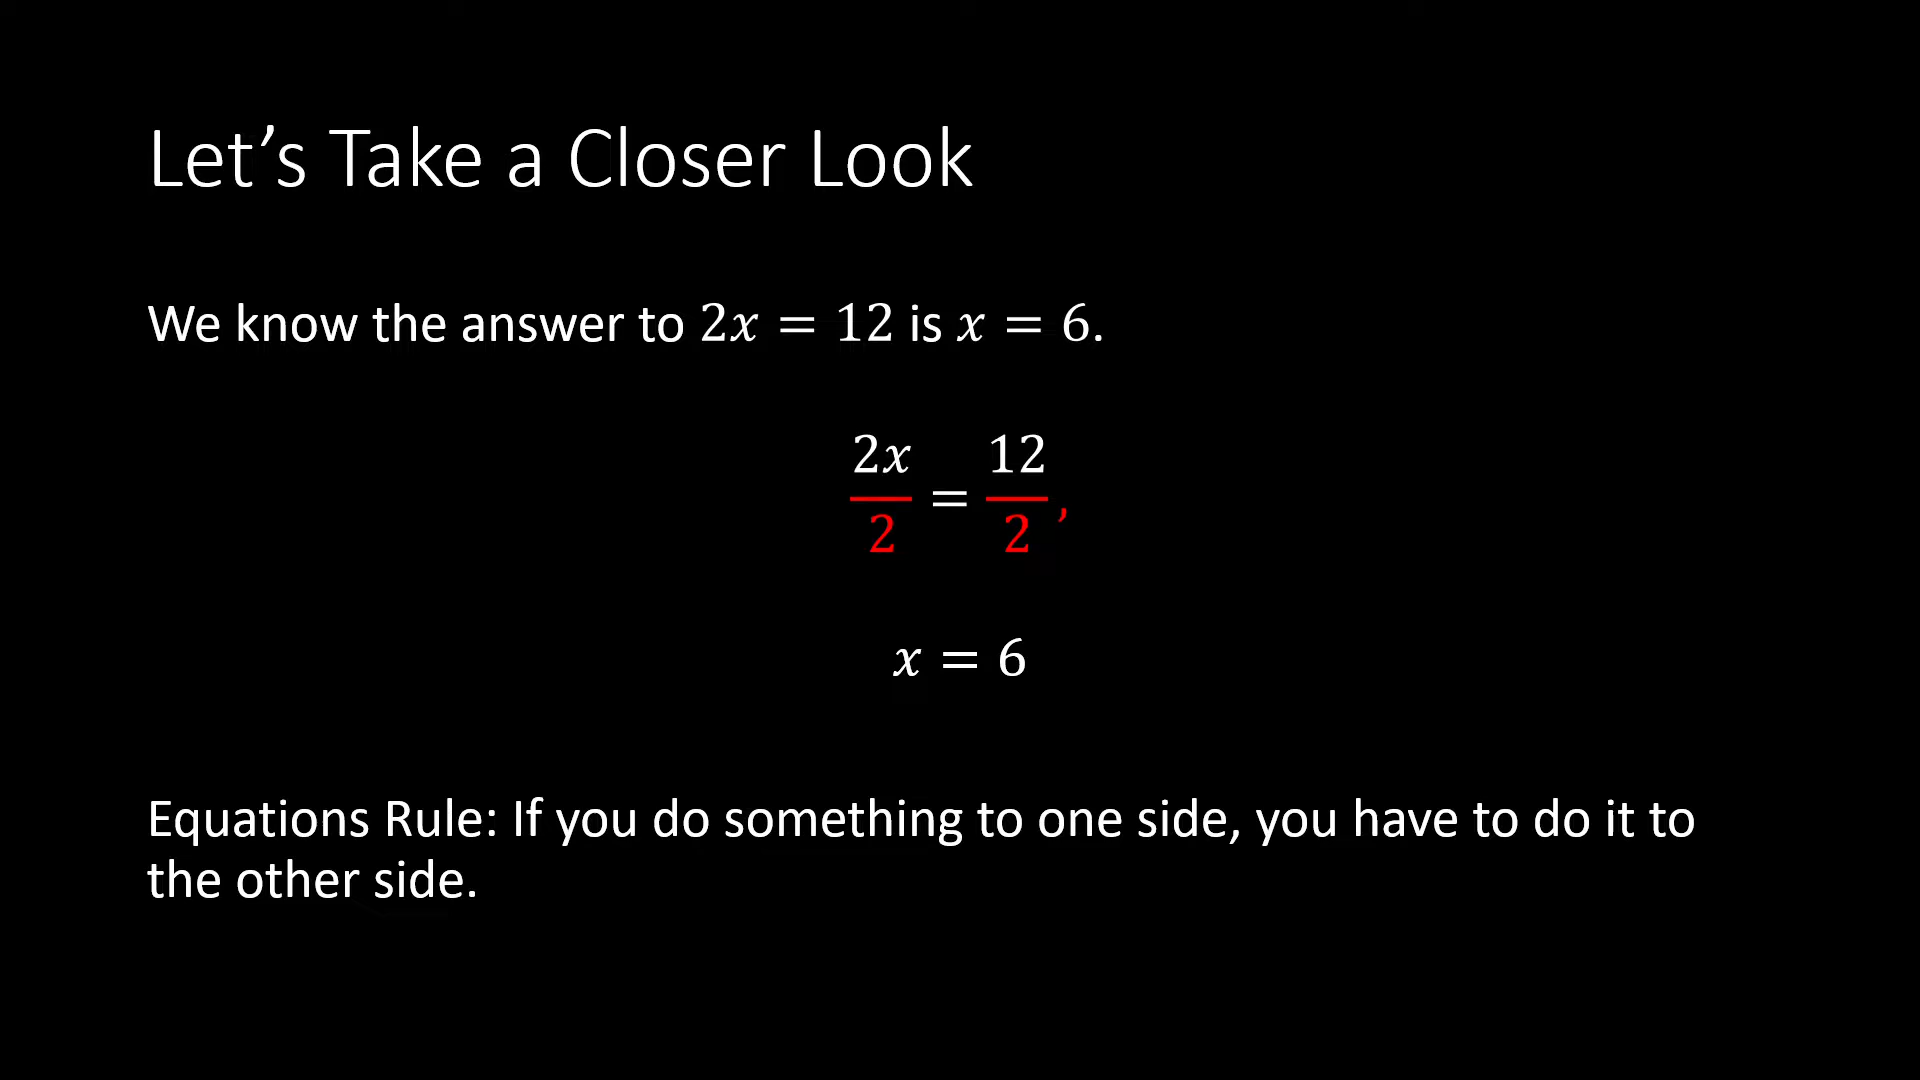 Let’s Take a Closer Look
We know the answer to 2𝑥 = 12 is 𝑥 = 6.
2𝑥/2 = 12/2,
𝑥 = 6
Equations Rule: If you do something to one side, you have to do it to
the other side.